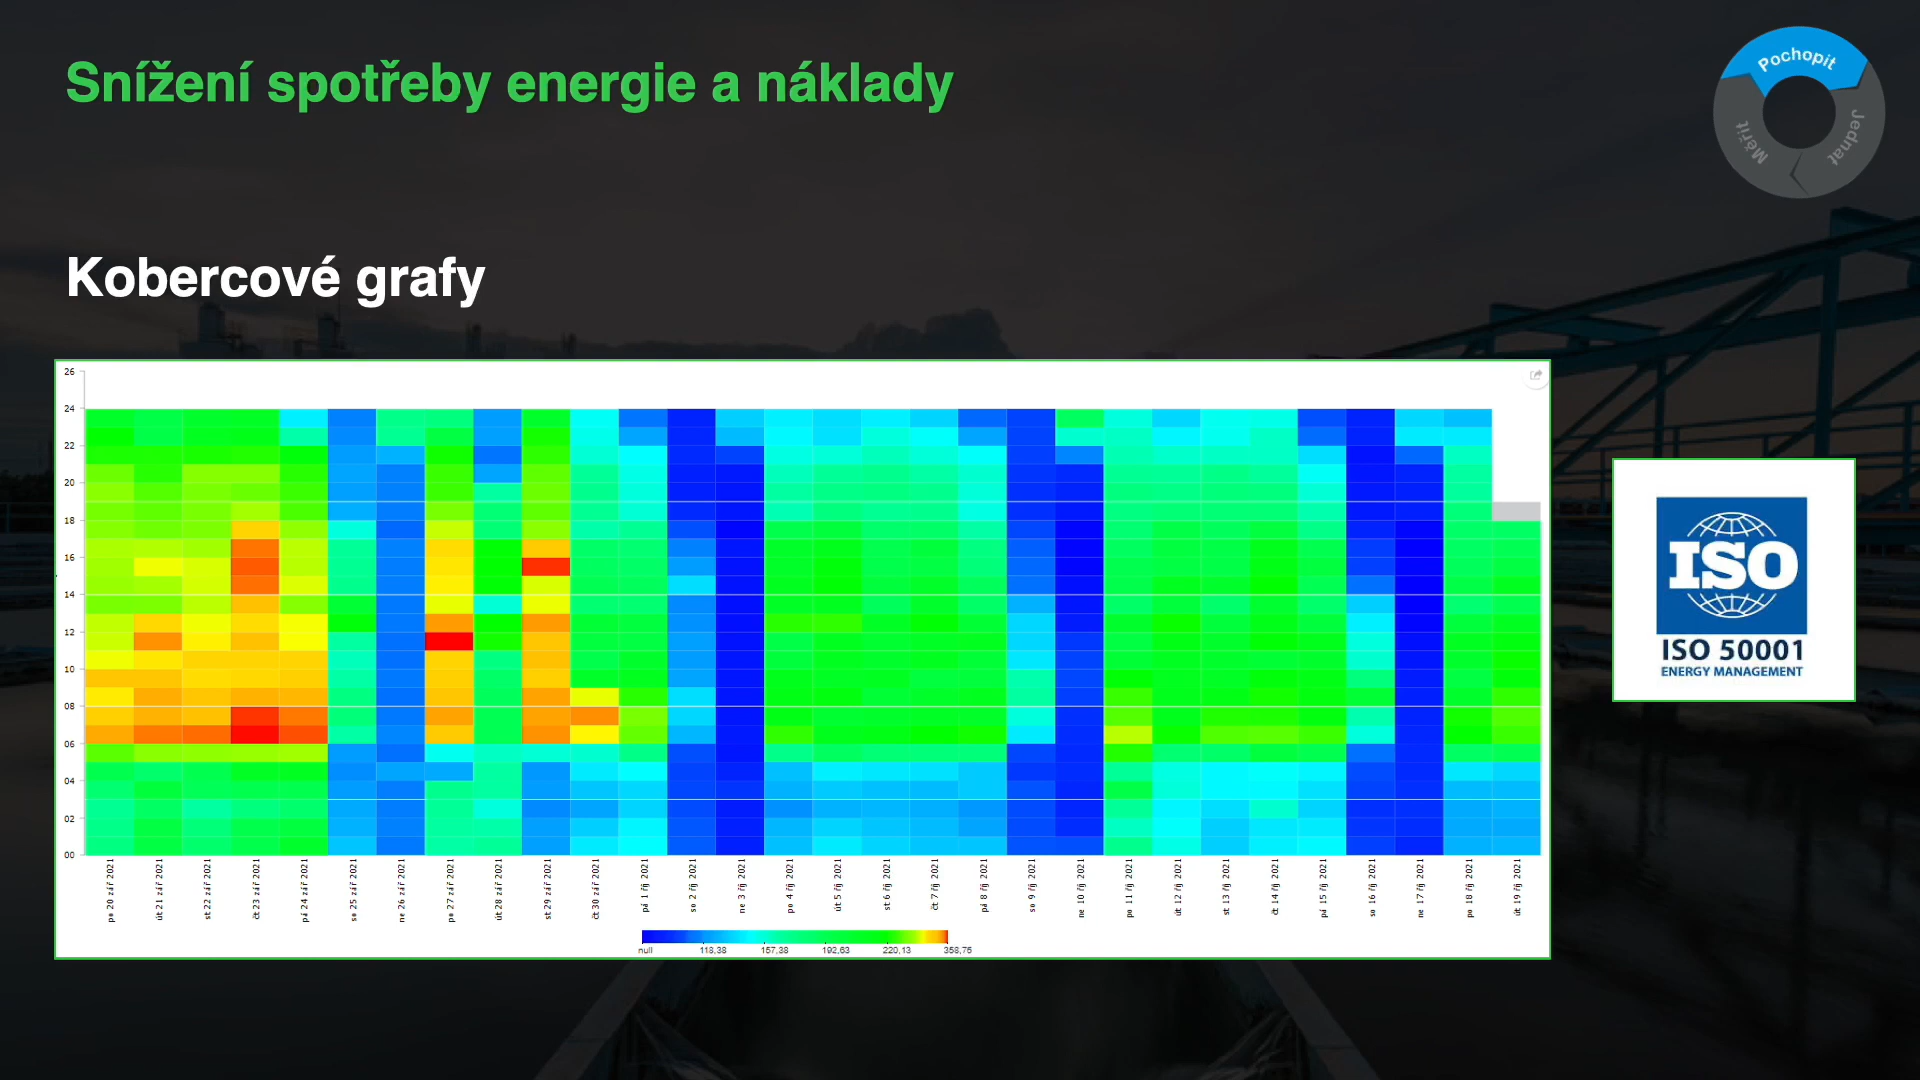 Snížení spotřeby energie a náklady
Pochopit
Měřit
Jednat
Kobercové grafy
26
24
22
20
18
16
14
12
10
08
06
04
02
00
po 20 zář 2021
út 21 zář 2021
st 22 zář 2021
čt 23 zář 2021
pá 24 zář 2021
so 25 zář 2021
ne 26 zář 2021
po 27 zář 2021
út 28 zář 2021
st 29 zář 2021
čt 30 zář 2021
pá 1 říj 2021
so 2 říj 2021
ne 3 říj 2021
po 4 říj 2021
út 5 říj 2021
st 6 říj 2021
čt 7 říj 2021
pá 8 říj 2021
so 9 říj 2021
ne 10 říj 2021
po 11 říj 2021
út 12 říj 2021
st 13 říj 2021
čt 14 říj 2021
pá 15 říj 2021
so 16 říj 2021
ne 17 říj 2021
po 18 říj 2021
út 19 říj 2021
null 118,38 157,38 192,63 220,13 358,75
ISO
ISO 50001
ENERGY MANAGEMENT